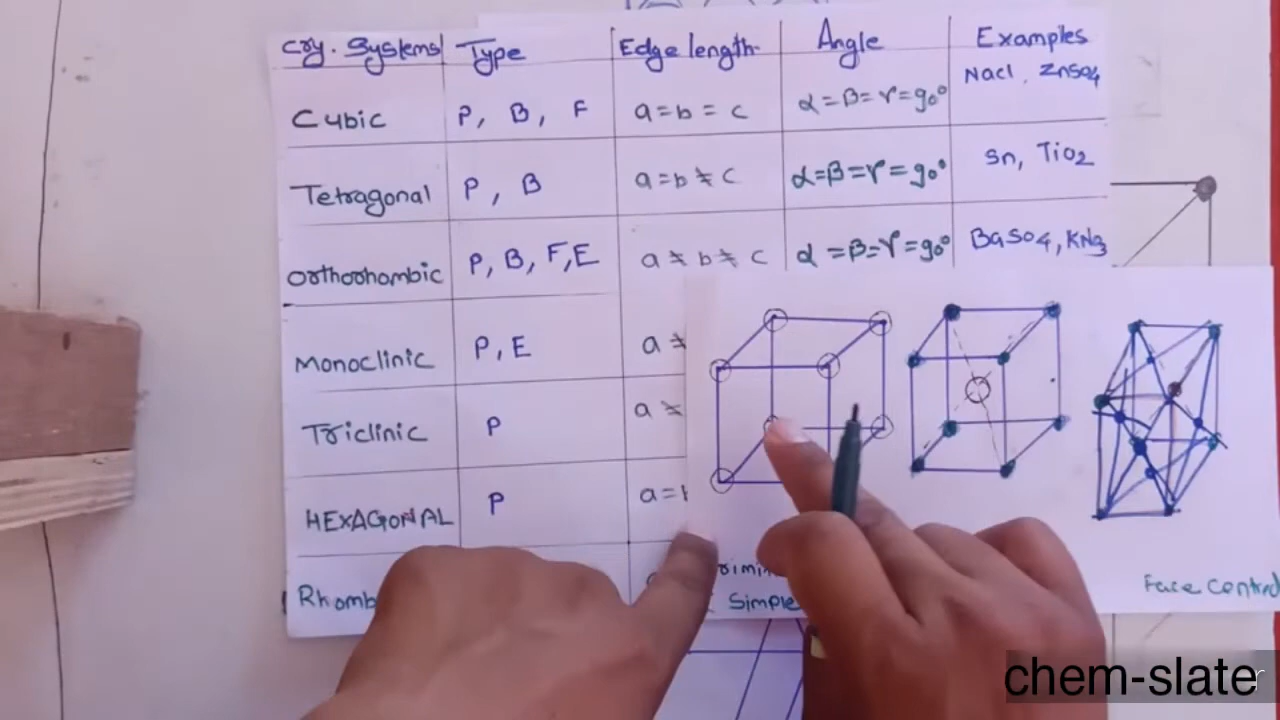 Cry. Systems Type Edge length Angle Examples
Cubic P, B, F a = b = c α = β = γ = 90° Nacl, ZnSO4
Tetragonal P, B a = b ≠ c α = β = γ = 90° Sn, TiO2
Orthorhombic P, B, F, E a ≠ b ≠ c α = β = γ = 90° BaSO4, KNO3
Monoclinic P, E a ≠
Triclinic P a ≠
HEXAGONAL P a =
Rhomb
Simple
Face Centred
chem-slate